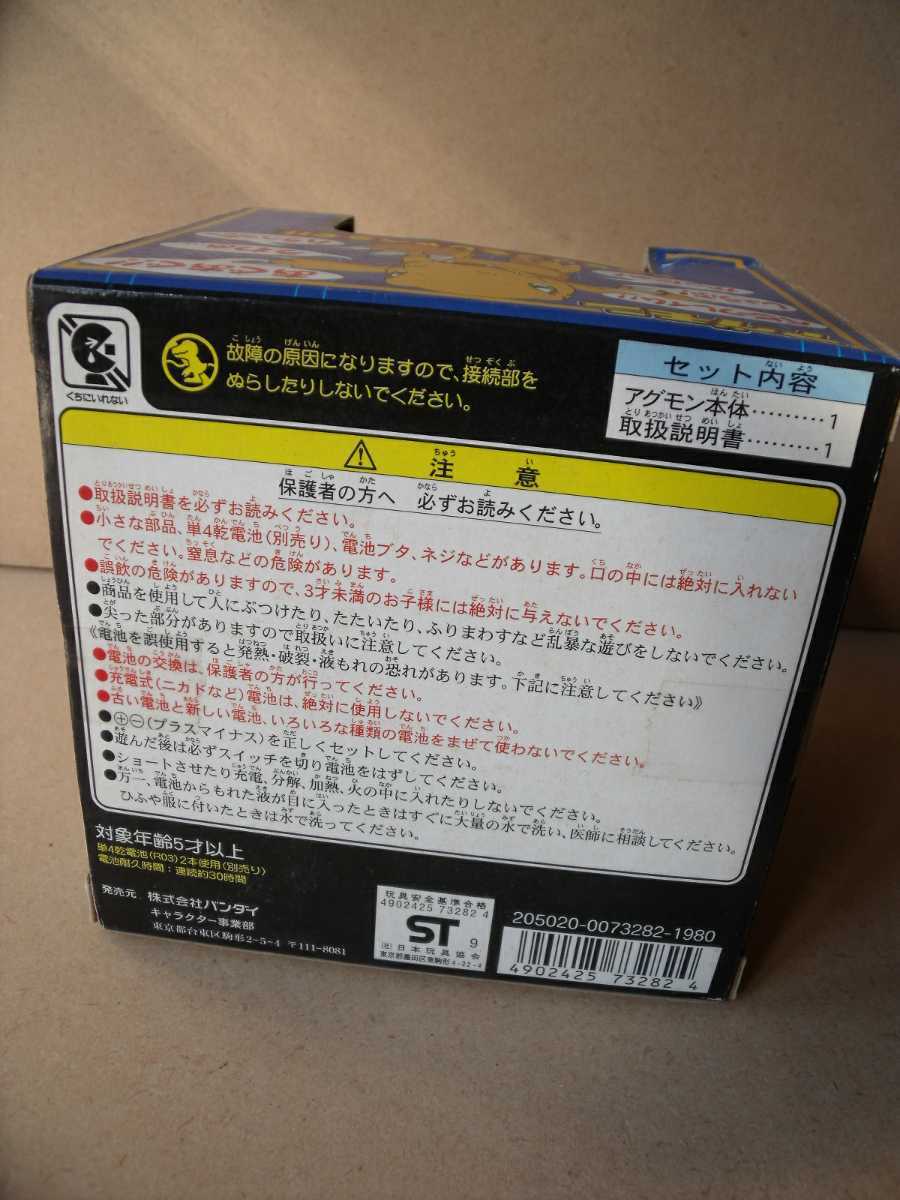 くちにいれない
故障の原因になりますので、接続部を
ぬらしたりしないでください。
セット内容
アグモン本体………1
取扱説明書………1
注意
保護者の方へ 必ずお読みください。
●取扱説明書を必ずお読みください。
●小さな部品、単4乾電池(別売り)、電池ブタ、ネジなどがあります。口の中には絶対に入れない
でください。窒息などの危険があります。
●誤飲の危険がありますので、3才未満のお子様には絶対に与えないでください。
●商品を使用して人にぶつけたり、たたいたり、ふりまわすなど乱暴な遊びをしないでください。
●尖った部分がありますので取扱いに注意してください。
《電池を誤使用すると発熱・破裂・液もれの恐れがあります。下記に注意してください》
●電池の交換は、保護者の方が行ってください。
●充電式(ニカドなど)電池は、絶対に使用しないでください。
●古い電池と新しい電池、いろいろな種類の電池をまぜて使わないでください。
●⊕⊖(プラスマイナス)を正しくセットしてください。
●遊んだ後は必ずスイッチを切り電池をはずしてください。
●ショートさせたり充電、分解、加熱、火の中に入れたりしないでください。
●万一、電池からもれた液が目に入ったときはすぐに大量の水で洗い、医師に相談してください。
ひふや服に付いたときは水で洗ってください。
対象年齢5才以上
単4乾電池(R03)2本使用(別売り)
電池耐久時間:連続約30時間
発売元 株式会社バンダイ
キャラクター事業部
東京都台東区駒形2-5-4 〒111-8081
玩具安全基準合格
4902425 73282 4
ST 9
(社)日本玩具協会
東京都墨田区東駒形4-22-4
205020-0073282-1980
4902425 73282 4